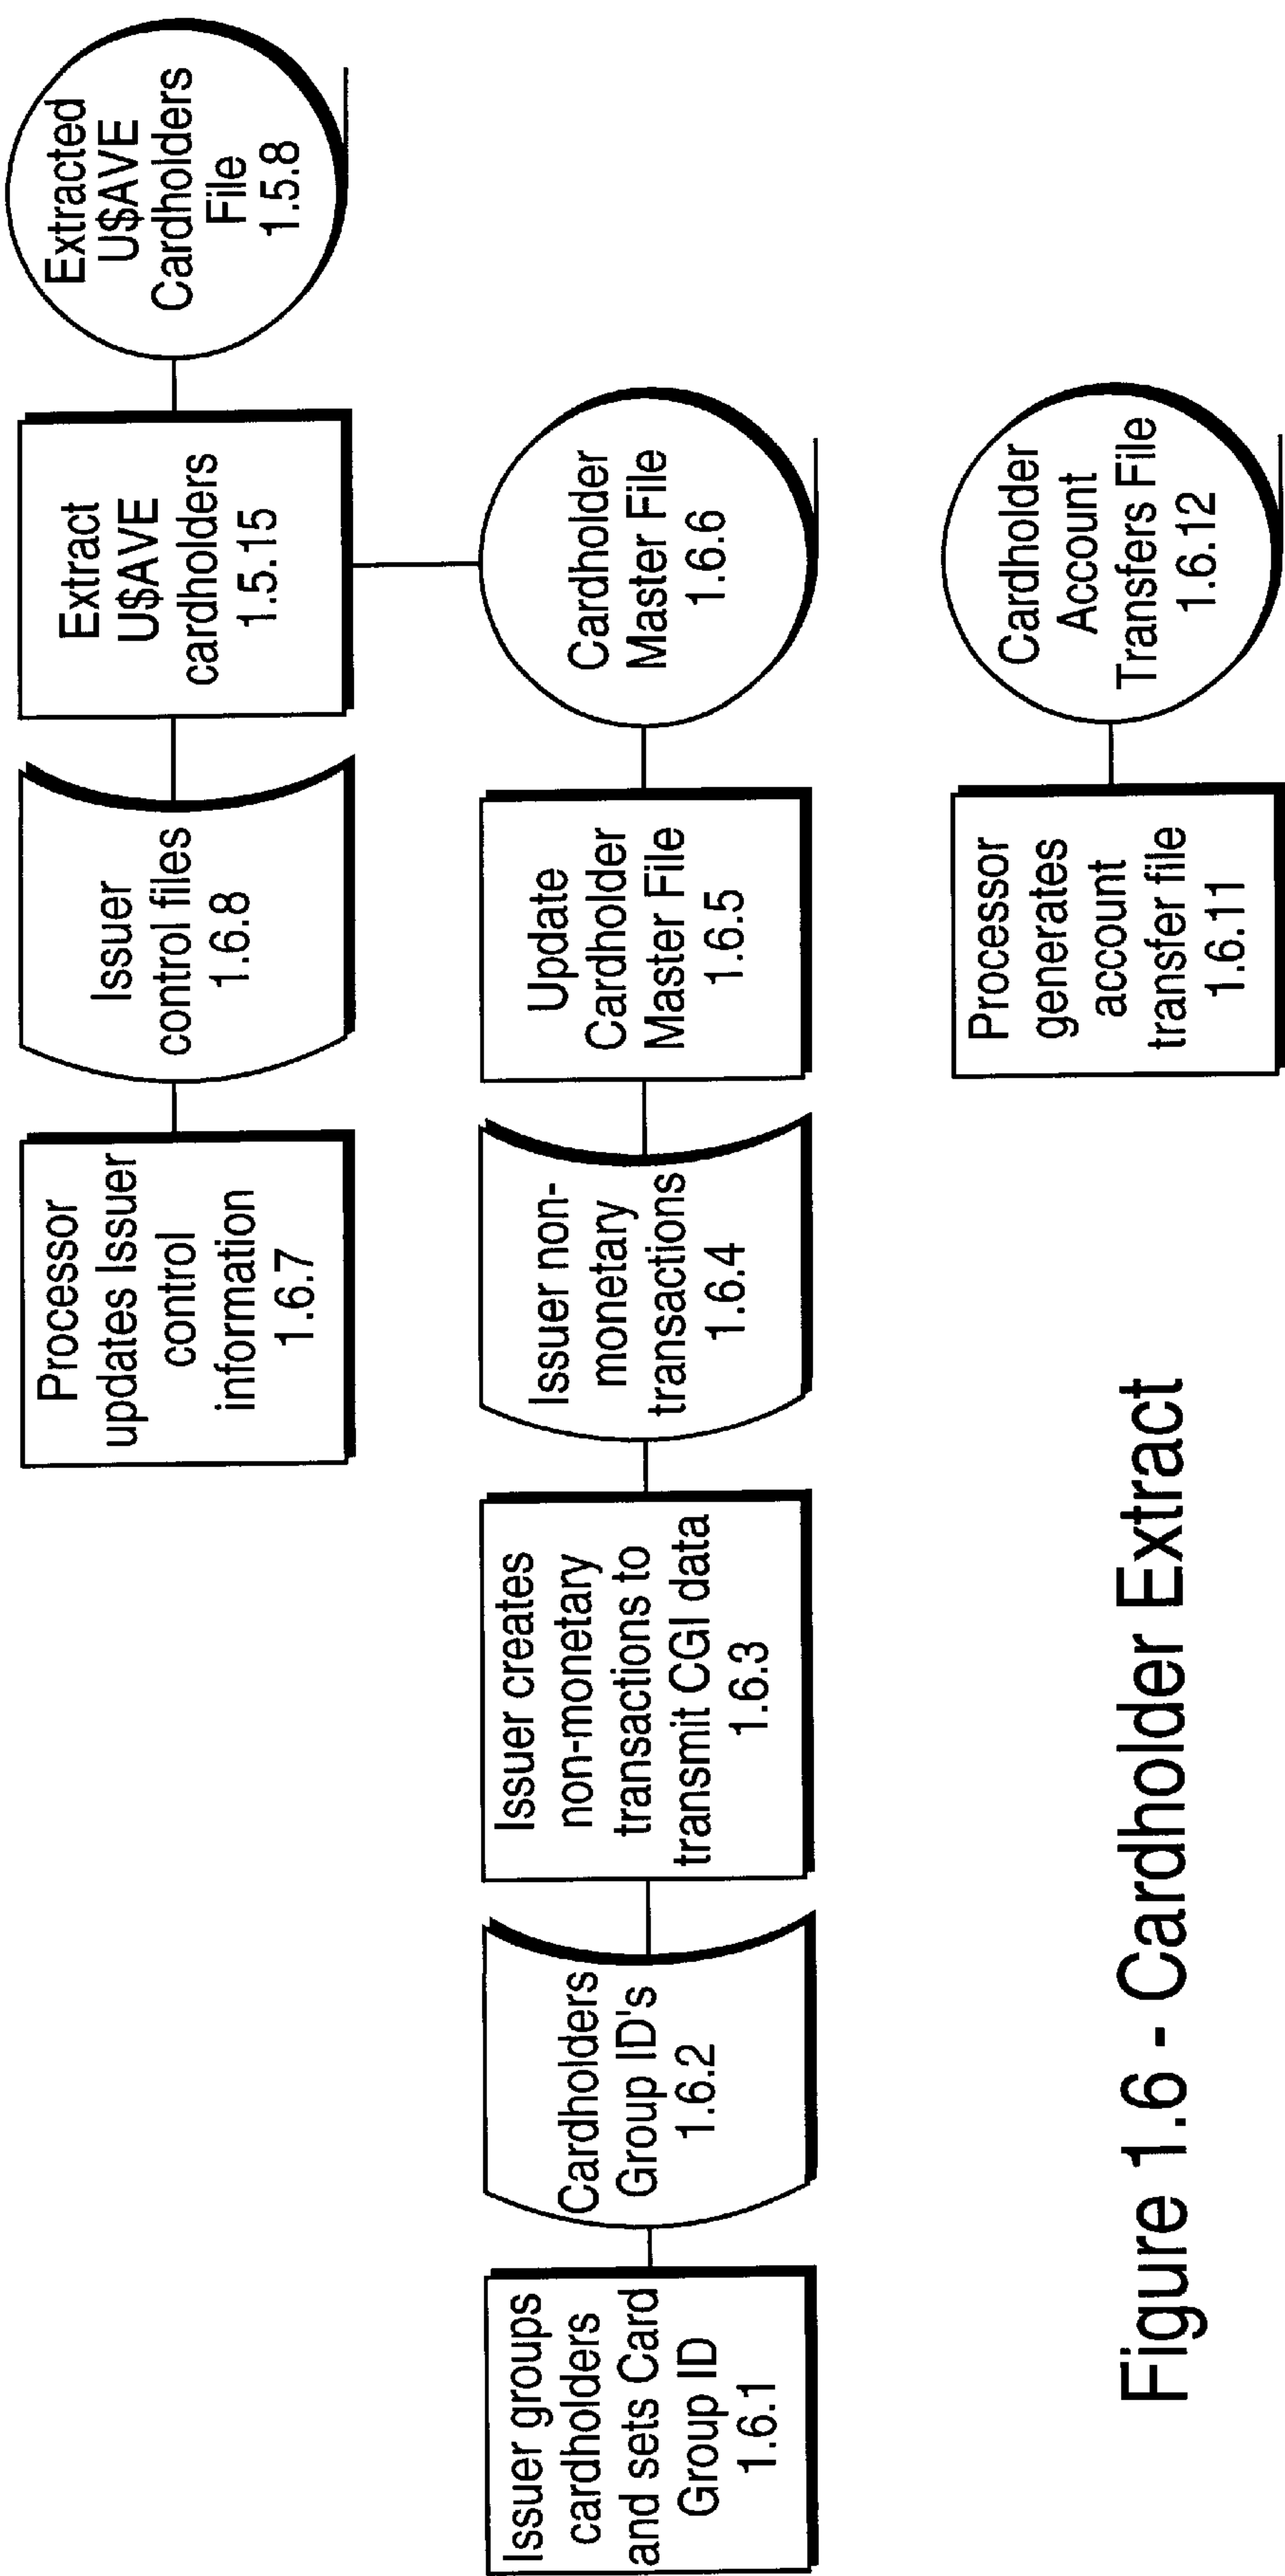 Processor
updates Issuer
control
information
1.6.7
Issuer
control files
1.6.8
Extract
U$AVE
cardholders
1.5.15
Extracted
U$AVE
Cardholders
File
1.5.8
Issuer groups
cardholders
and sets Card
Group ID
1.6.1
Cardholders
Group ID's
1.6.2
Issuer creates
non-monetary
transactions to
transmit CGI data
1.6.3
Issuer non-
monetary
transactions
1.6.4
Update
Cardholder
Master File
1.6.5
Cardholder
Master File
1.6.6
Processor
generates
account
transfer file
1.6.11
Cardholder
Account
Transfers File
1.6.12
Figure 1.6 - Cardholder Extract